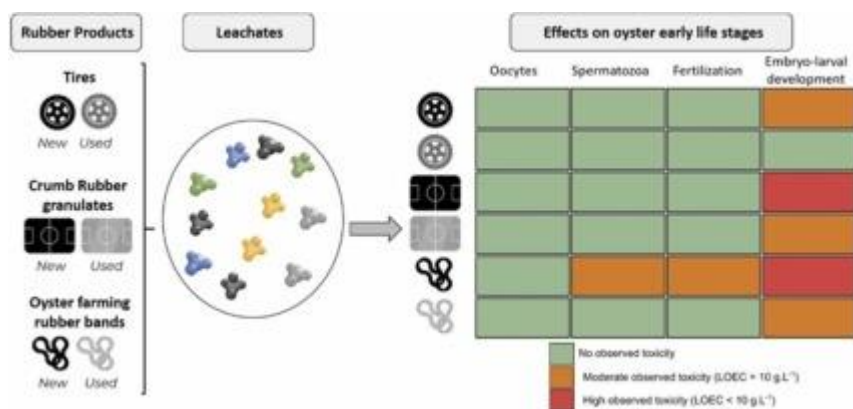 Rubber Products
Leachates
Effects on oyster early life stages
Tires
New Used
Crumb Rubber
granulates
New Used
Oyster farming
rubber bands
New Used
Oocytes Spermatozoa Fertilization Embryo-larval
development
No observed toxicity
Moderate observed toxicity (LOEC = 10 g.L⁻¹)
High observed toxicity (LOEC < 10 g.L⁻¹)